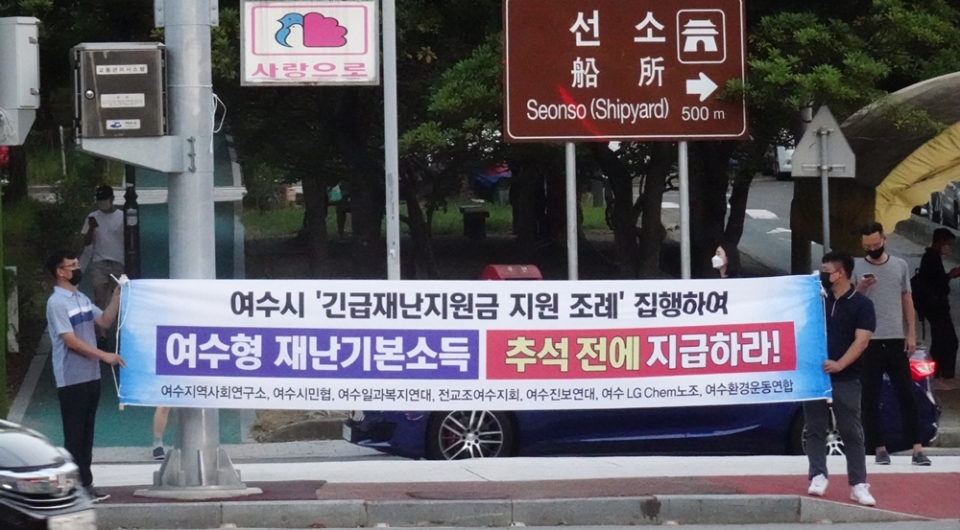 사랑으로
선 소
船 所
Seonso (Shipyard) 500 m
여수시 '긴급재난지원금 지원 조례' 집행하여
여수형 재난기본소득 추석 전에 지급하라!
여수지역사회연구소, 여수시민협, 여수일과복지연대, 전교조여수지회, 여수진보연대, 여수 LG Chem노조, 여수환경운동연합